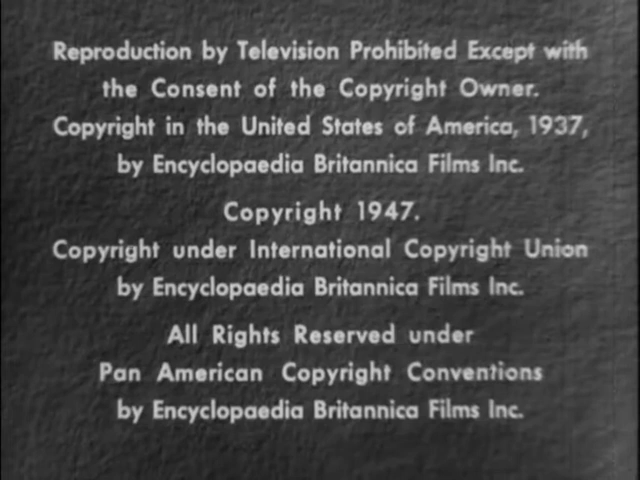 Reproduction by Television Prohibited Except with
the Consent of the Copyright Owner.
Copyright in the United States of America, 1937,
by Encyclopaedia Britannica Films Inc.
Copyright 1947.
Copyright under International Copyright Union
by Encyclopaedia Britannica Films Inc.
All Rights Reserved under
Pan American Copyright Conventions
by Encyclopaedia Britannica Films Inc.